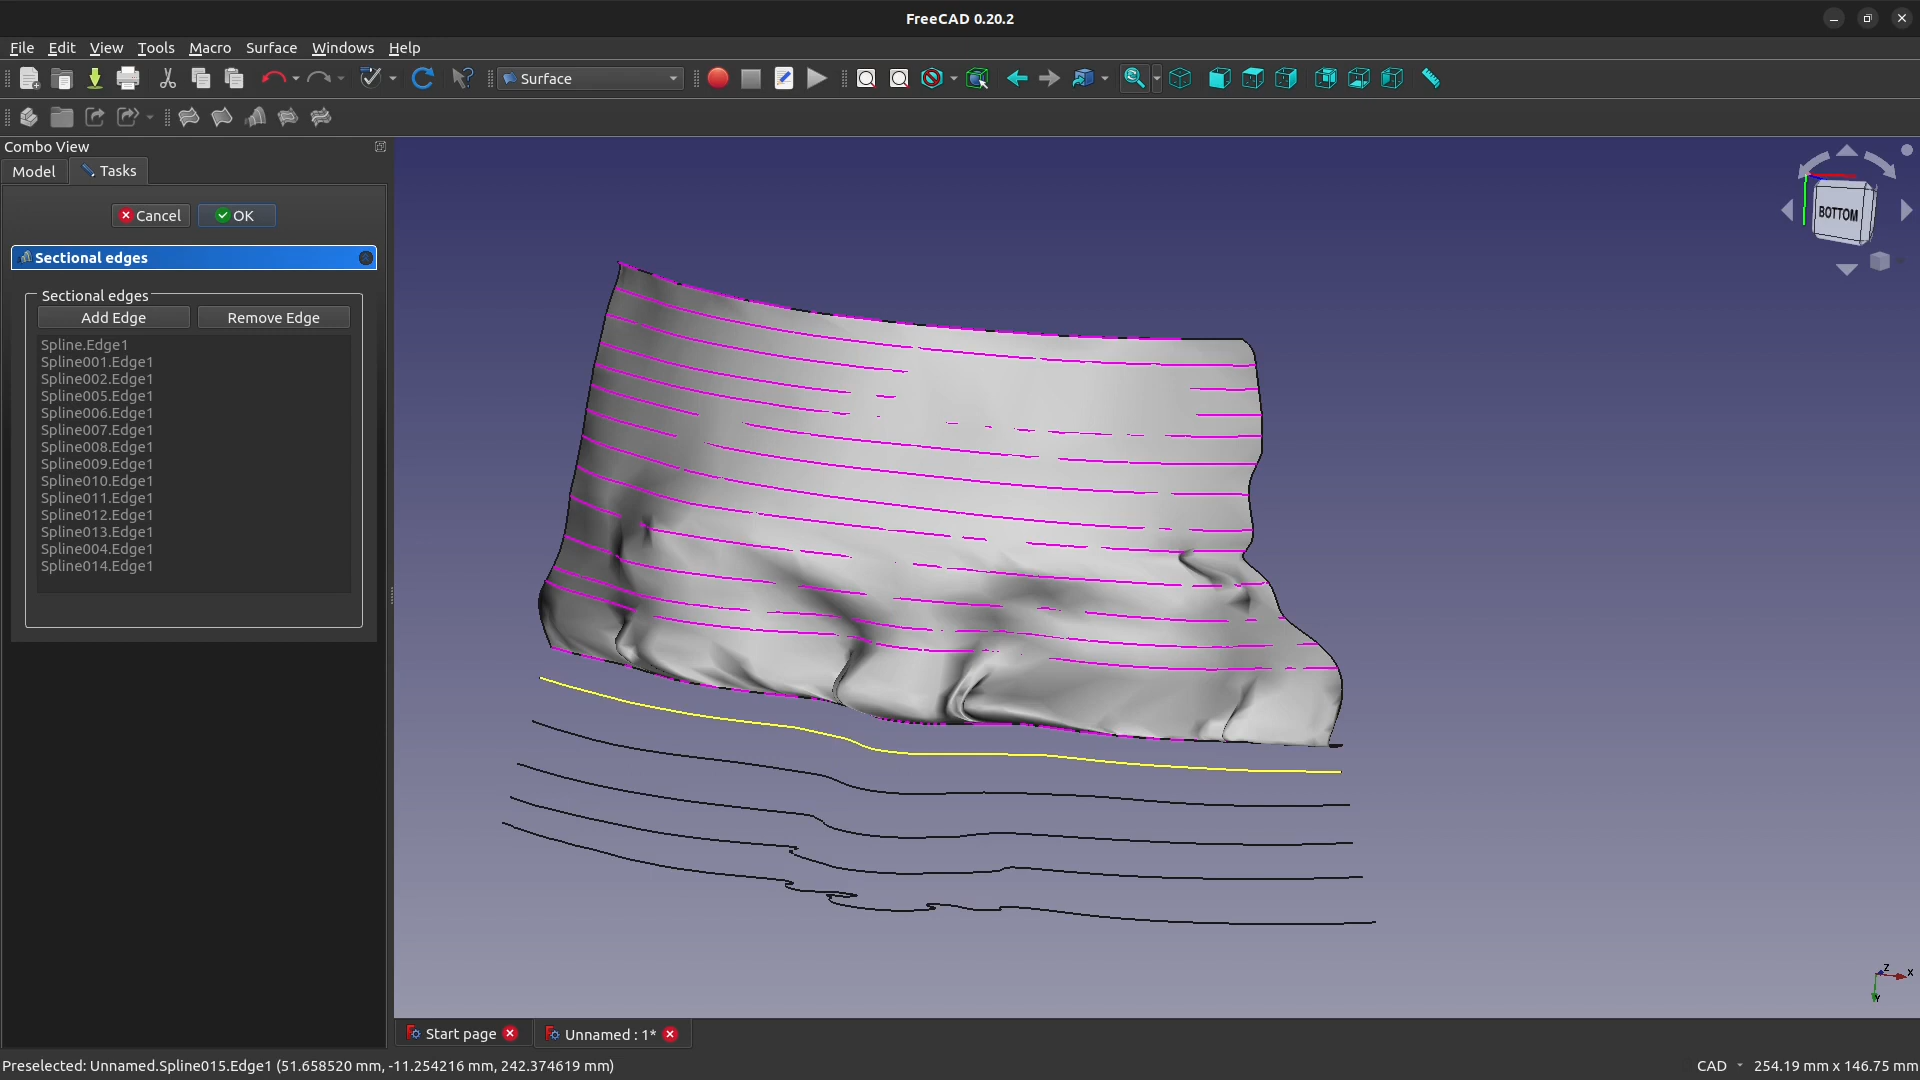 FreeCAD 0.20.2
File Edit View Tools Macro Surface Windows Help
Surface
Combo View
Model Tasks
Cancel OK
Sectional edges
Sectional edges
Add Edge Remove Edge
Spline.Edge1
Spline001.Edge1
Spline002.Edge1
Spline005.Edge1
Spline006.Edge1
Spline007.Edge1
Spline008.Edge1
Spline009.Edge1
Spline010.Edge1
Spline011.Edge1
Spline012.Edge1
Spline013.Edge1
Spline004.Edge1
Spline014.Edge1
BOTTOM
Z
X
Y
Start page Unnamed : 1*
Preselected: Unnamed.Spline015.Edge1 (51.658520 mm, -11.254216 mm, 242.374619 mm) CAD 254.19 mm x 146.75 mm